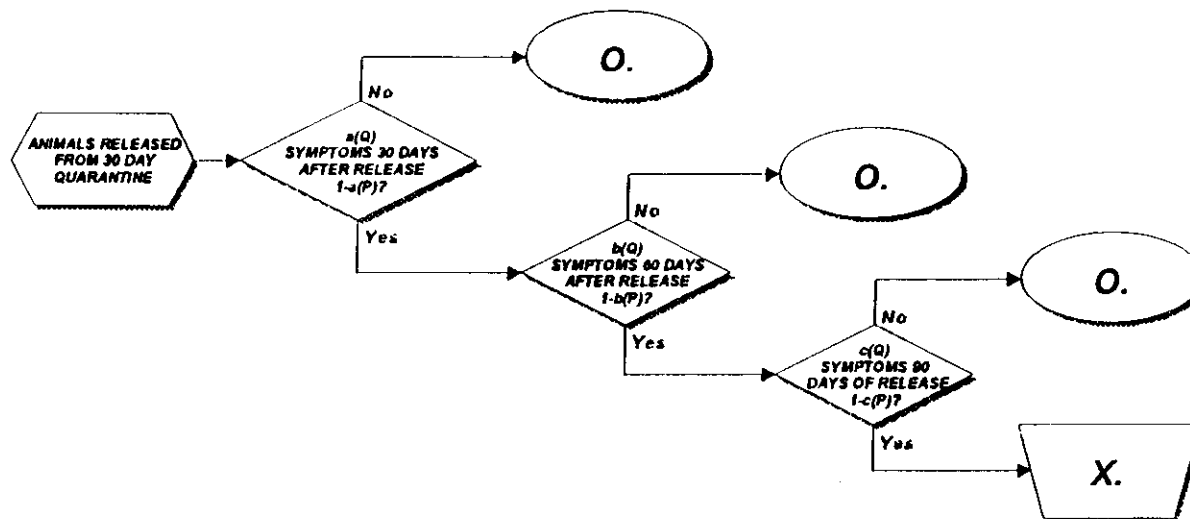 O.
No
ANIMALS RELEASED
FROM 30 DAY
QUARANTINE
a(Q)
SYMPTOMS 30 DAYS
AFTER RELEASE
1-a(P)?
Yes
O.
No
b(Q)
SYMPTOMS 60 DAYS
AFTER RELEASE
1-b(P)?
Yes
O.
No
c(Q)
SYMPTOMS 90
DAYS OF RELEASE
1-c(P)?
Yes
X.